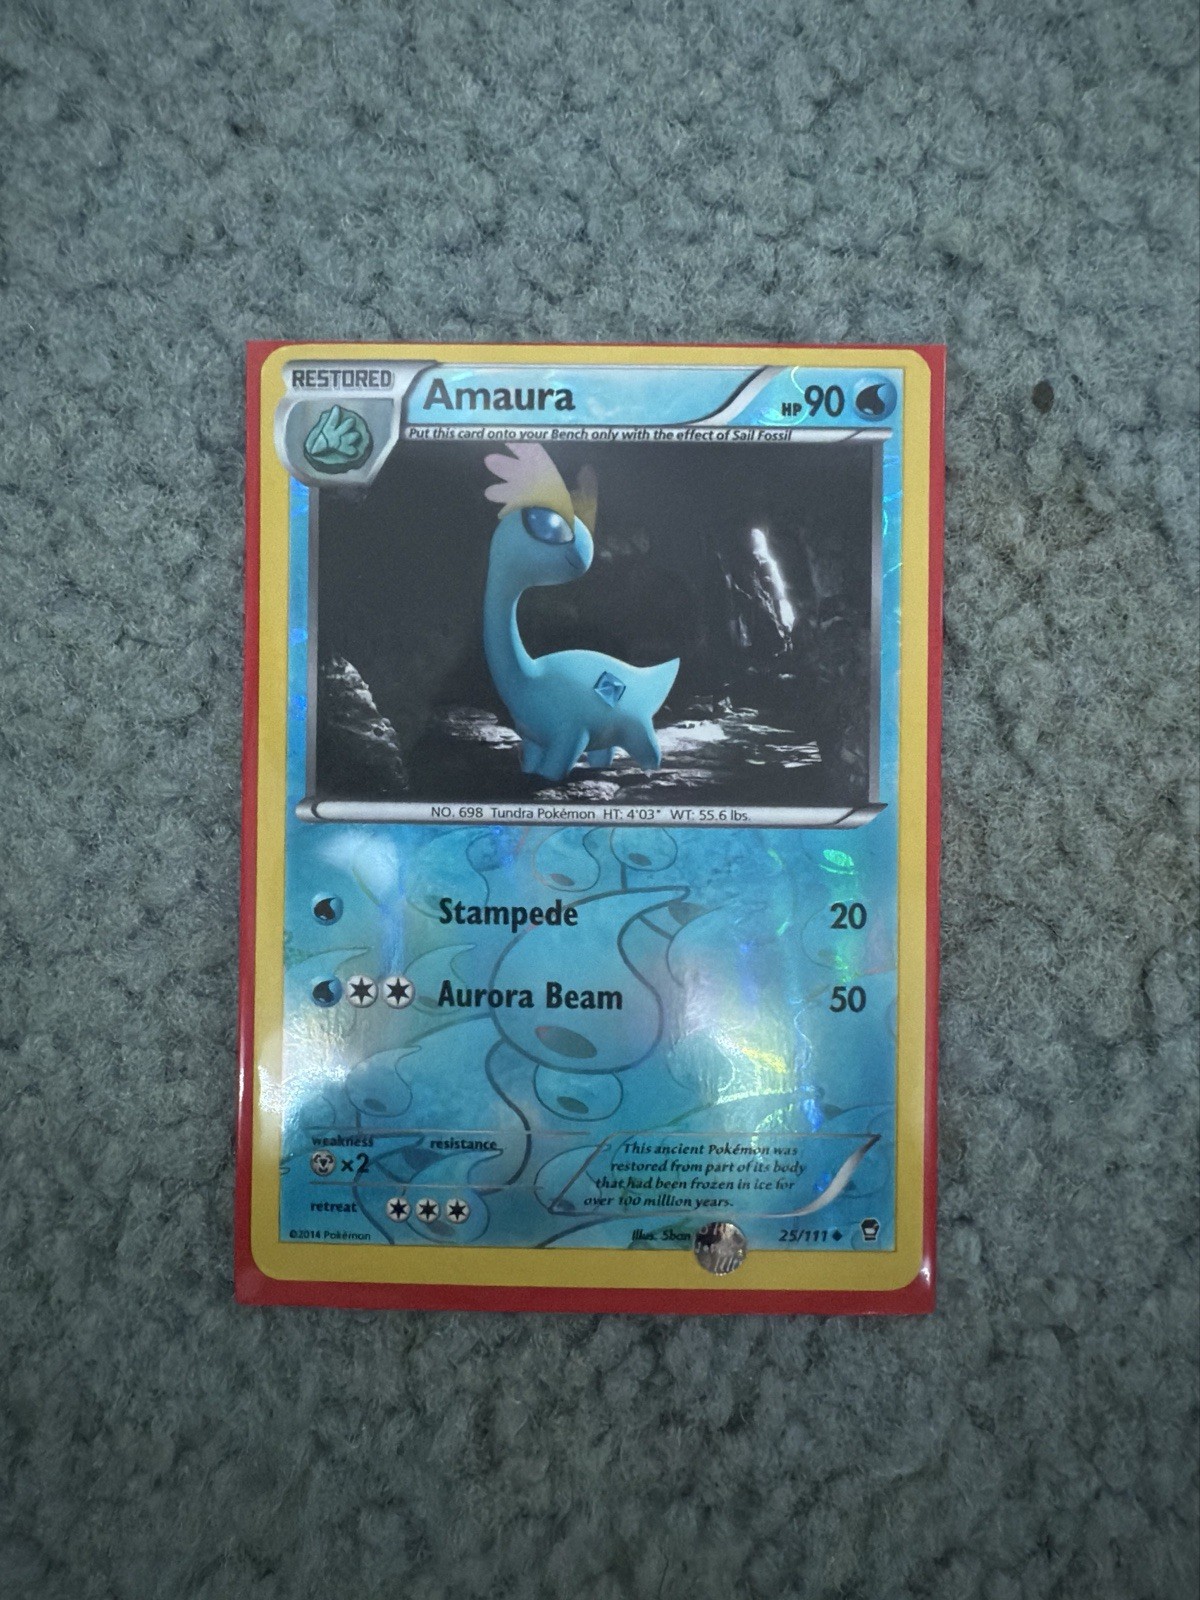 RESTORED
Amaura
HP 90
Put this card onto your Bench only with the effect of Sail Fossil
NO. 698 Tundra Pokémon HT: 4'03" WT: 55.6 lbs.
Stampede 20
Aurora Beam 50
weakness resistance
×2
retreat
This ancient Pokémon was
restored from part of its body
that had been frozen in ice for
over 100 million years.
©2014 Pokémon Illus. 5ban 25/111